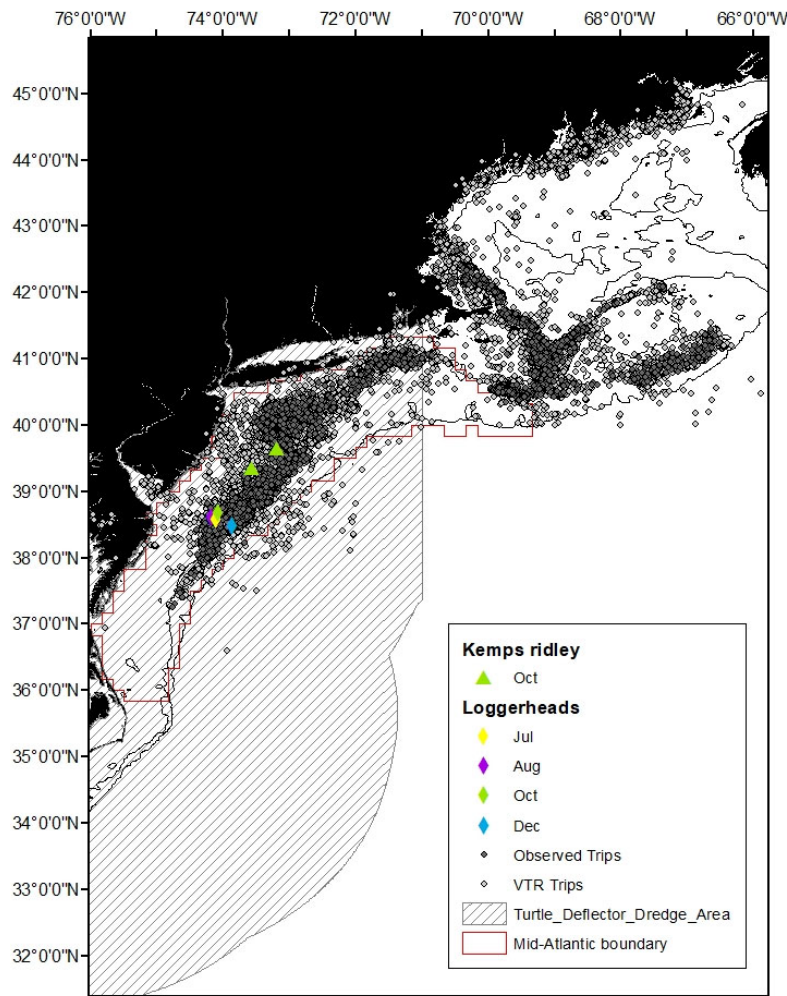 76°0'0"W 74°0'0"W 72°0'0"W 70°0'0"W 68°0'0"W 66°0'0"W
45°0'0"N
44°0'0"N
43°0'0"N
42°0'0"N
41°0'0"N
40°0'0"N
39°0'0"N
38°0'0"N
37°0'0"N
36°0'0"N
35°0'0"N
34°0'0"N
33°0'0"N
32°0'0"N
Kemps ridley
Oct
Loggerheads
Jul
Aug
Oct
Dec
Observed Trips
VTR Trips
Turtle_Deflector_Dredge_Area
Mid-Atlantic boundary